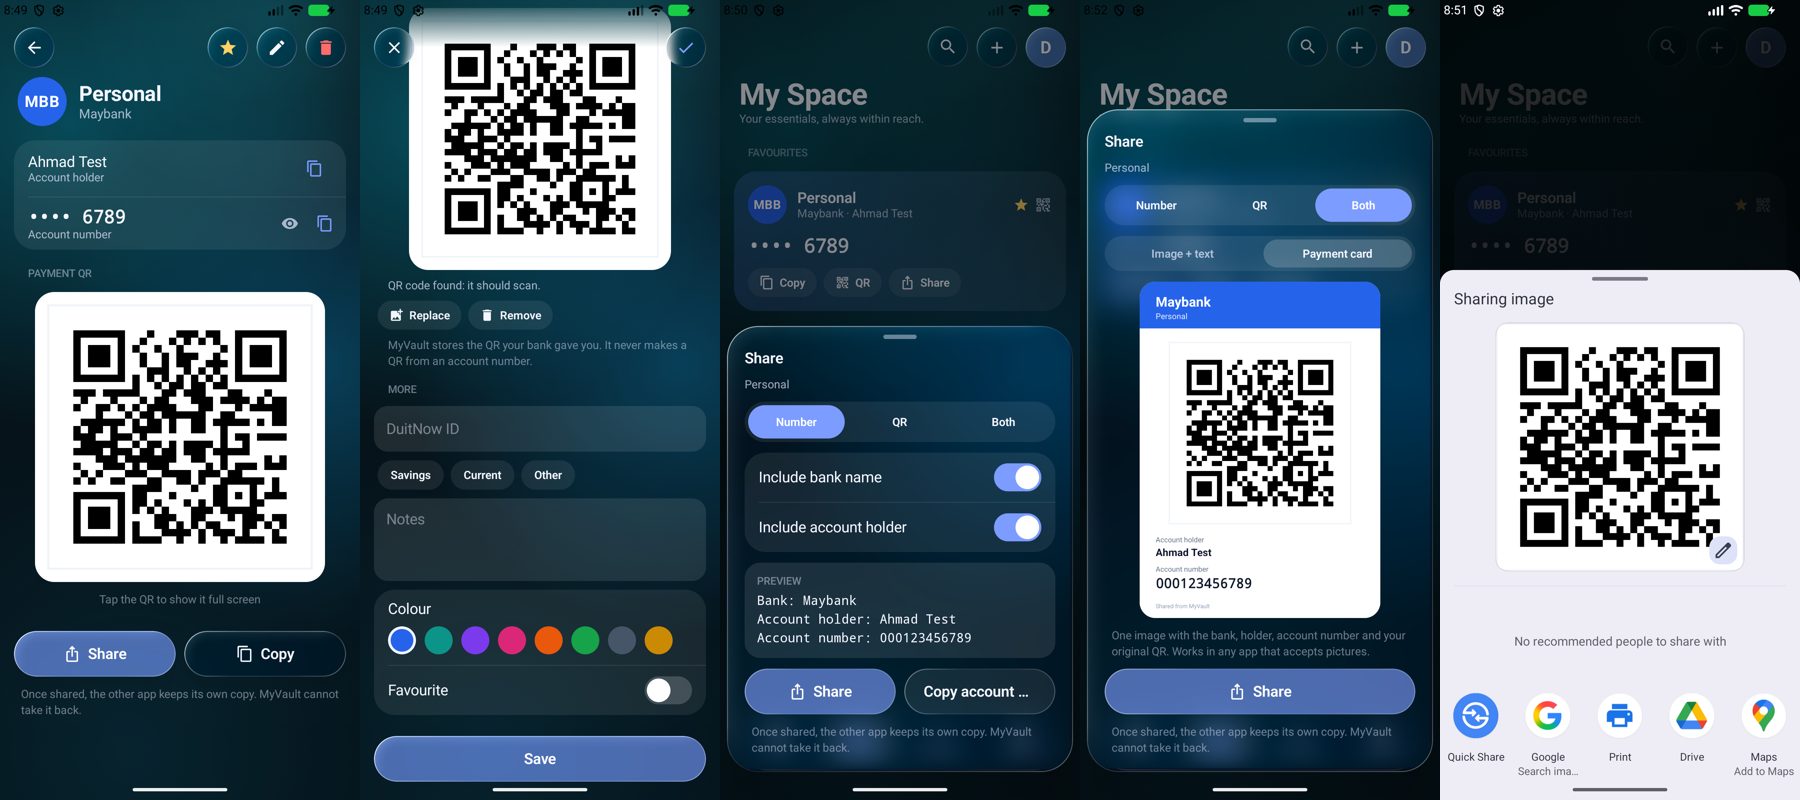 8:49
MBB
Personal
Maybank
Ahmad Test
Account holder
•••• 6789
Account number
PAYMENT QR
Tap the QR to show it full screen
Share
Copy
Once shared, the other app keeps its own copy. MyVault cannot
take it back.
8:49
QR code found: it should scan.
Replace
Remove
MyVault stores the QR your bank gave you. It never makes a
QR from an account number.
MORE
DuitNow ID
Savings
Current
Other
Notes
Colour
Favourite
Save
8:50
D
My Space
Your essentials, always within reach.
FAVOURITES
MBB
Personal
Maybank · Ahmad Test
•••• 6789
Copy
QR
Share
Share
Personal
Number
QR
Both
Include bank name
Include account holder
PREVIEW
Bank: Maybank
Account holder: Ahmad Test
Account number: 000123456789
Share
Copy account ...
Once shared, the other app keeps its own copy. MyVault
cannot take it back.
8:52
D
My Space
Share
Personal
Number
QR
Both
Image + text
Payment card
Maybank
Personal
Account holder
Ahmad Test
Account number
000123456789
Shared from MyVault
One image with the bank, holder, account number and your
original QR. Works in any app that accepts pictures.
Share
Once shared, the other app keeps its own copy. MyVault
cannot take it back.
8:51
D
My Space
Your essentials, always within reach.
FAVOURITES
MBB
Personal
Maybank · Ahmad Test
•••• 6789
Sharing image
No recommended people to share with
Quick Share
Google
Search ima...
Print
Drive
Maps
Add to Maps